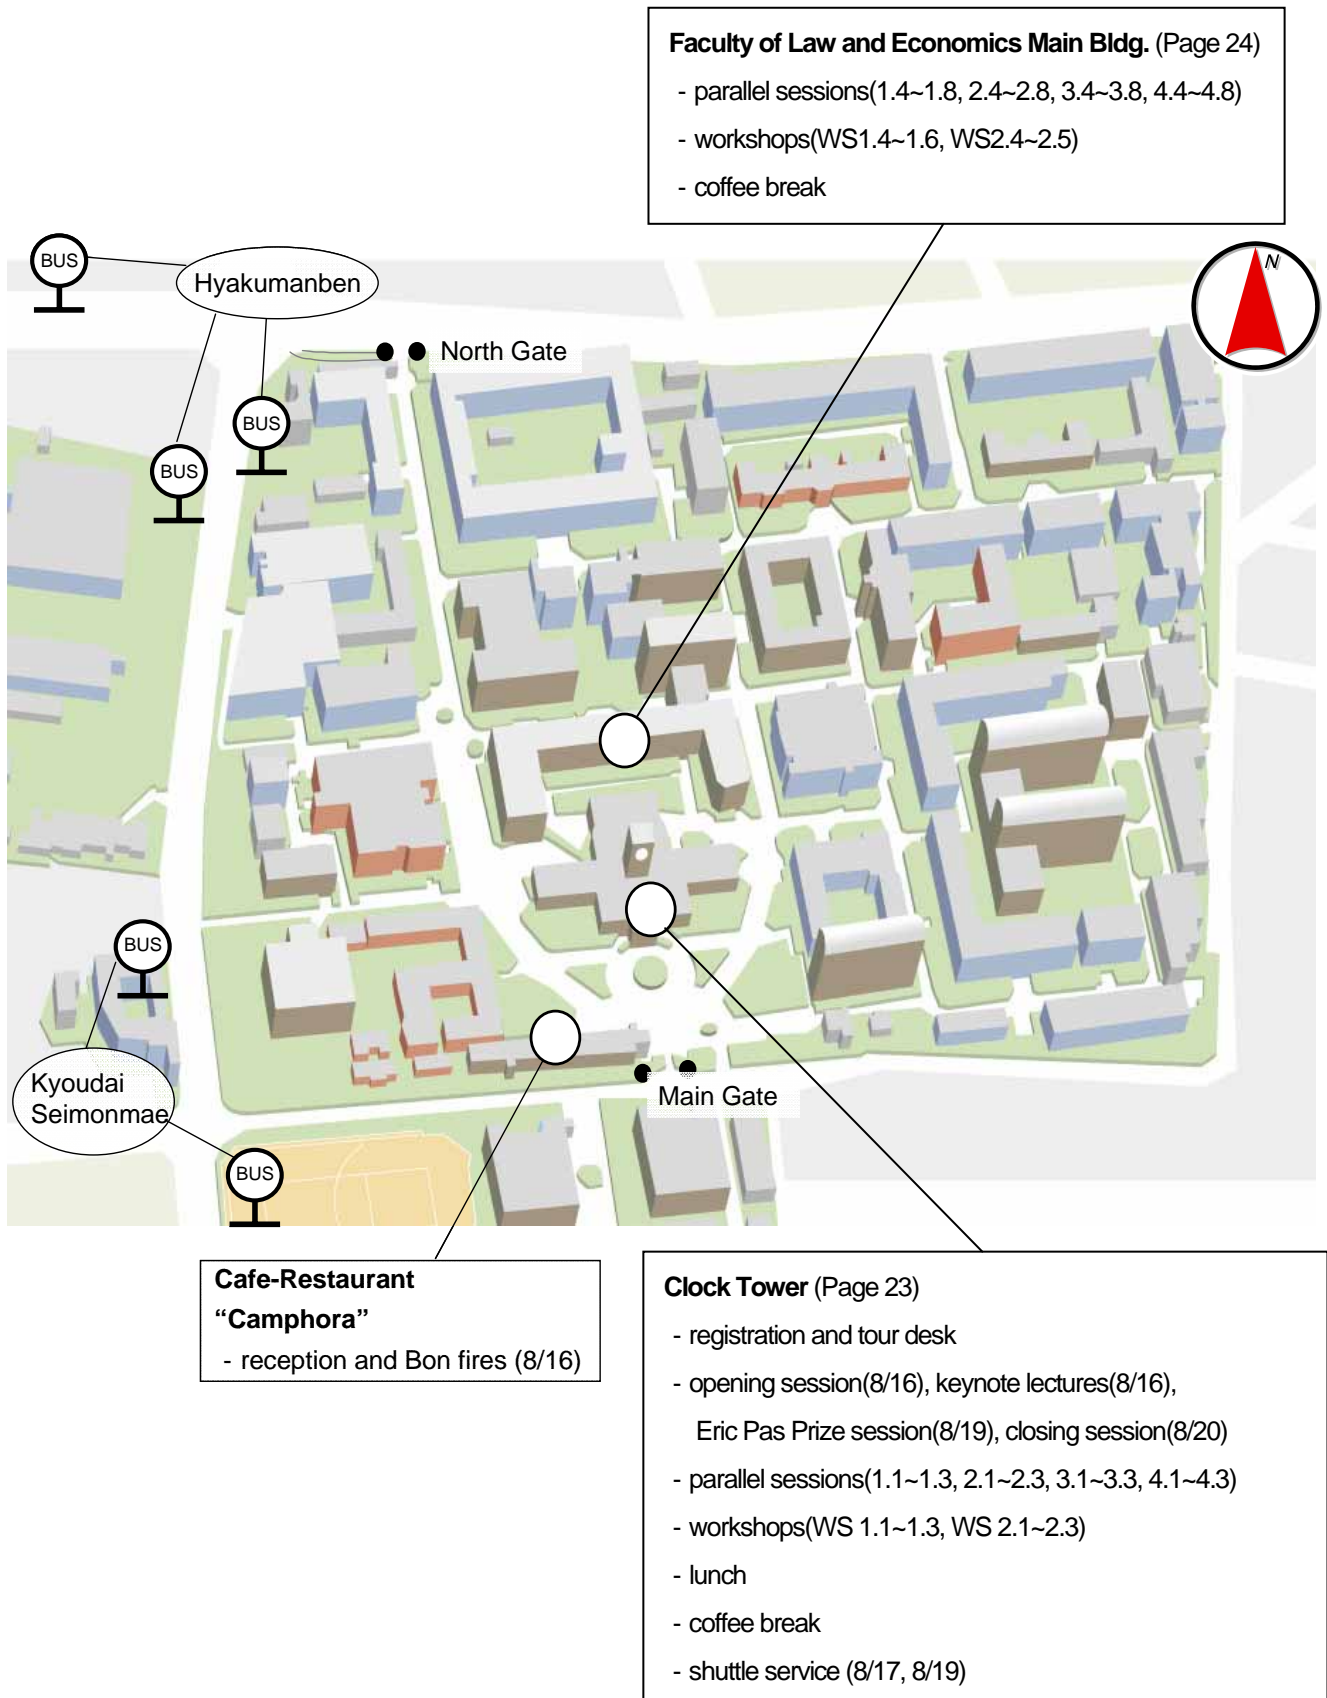 Faculty of Law and Economics Main Bldg. (Page 24)
- parallel sessions(1.4~1.8, 2.4~2.8, 3.4~3.8, 4.4~4.8)
- workshops(WS1.4~1.6, WS2.4~2.5)
- coffee break
BUS
Hyakumanben
N
North Gate
BUS
BUS
BUS
Kyoudai
Seimonmae
Main Gate
BUS
Cafe-Restaurant
“Camphora”
- reception and Bon fires (8/16)
Clock Tower (Page 23)
- registration and tour desk
- opening session(8/16), keynote lectures(8/16),
Eric Pas Prize session(8/19), closing session(8/20)
- parallel sessions(1.1~1.3, 2.1~2.3, 3.1~3.3, 4.1~4.3)
- workshops(WS 1.1~1.3, WS 2.1~2.3)
- lunch
- coffee break
- shuttle service (8/17, 8/19)